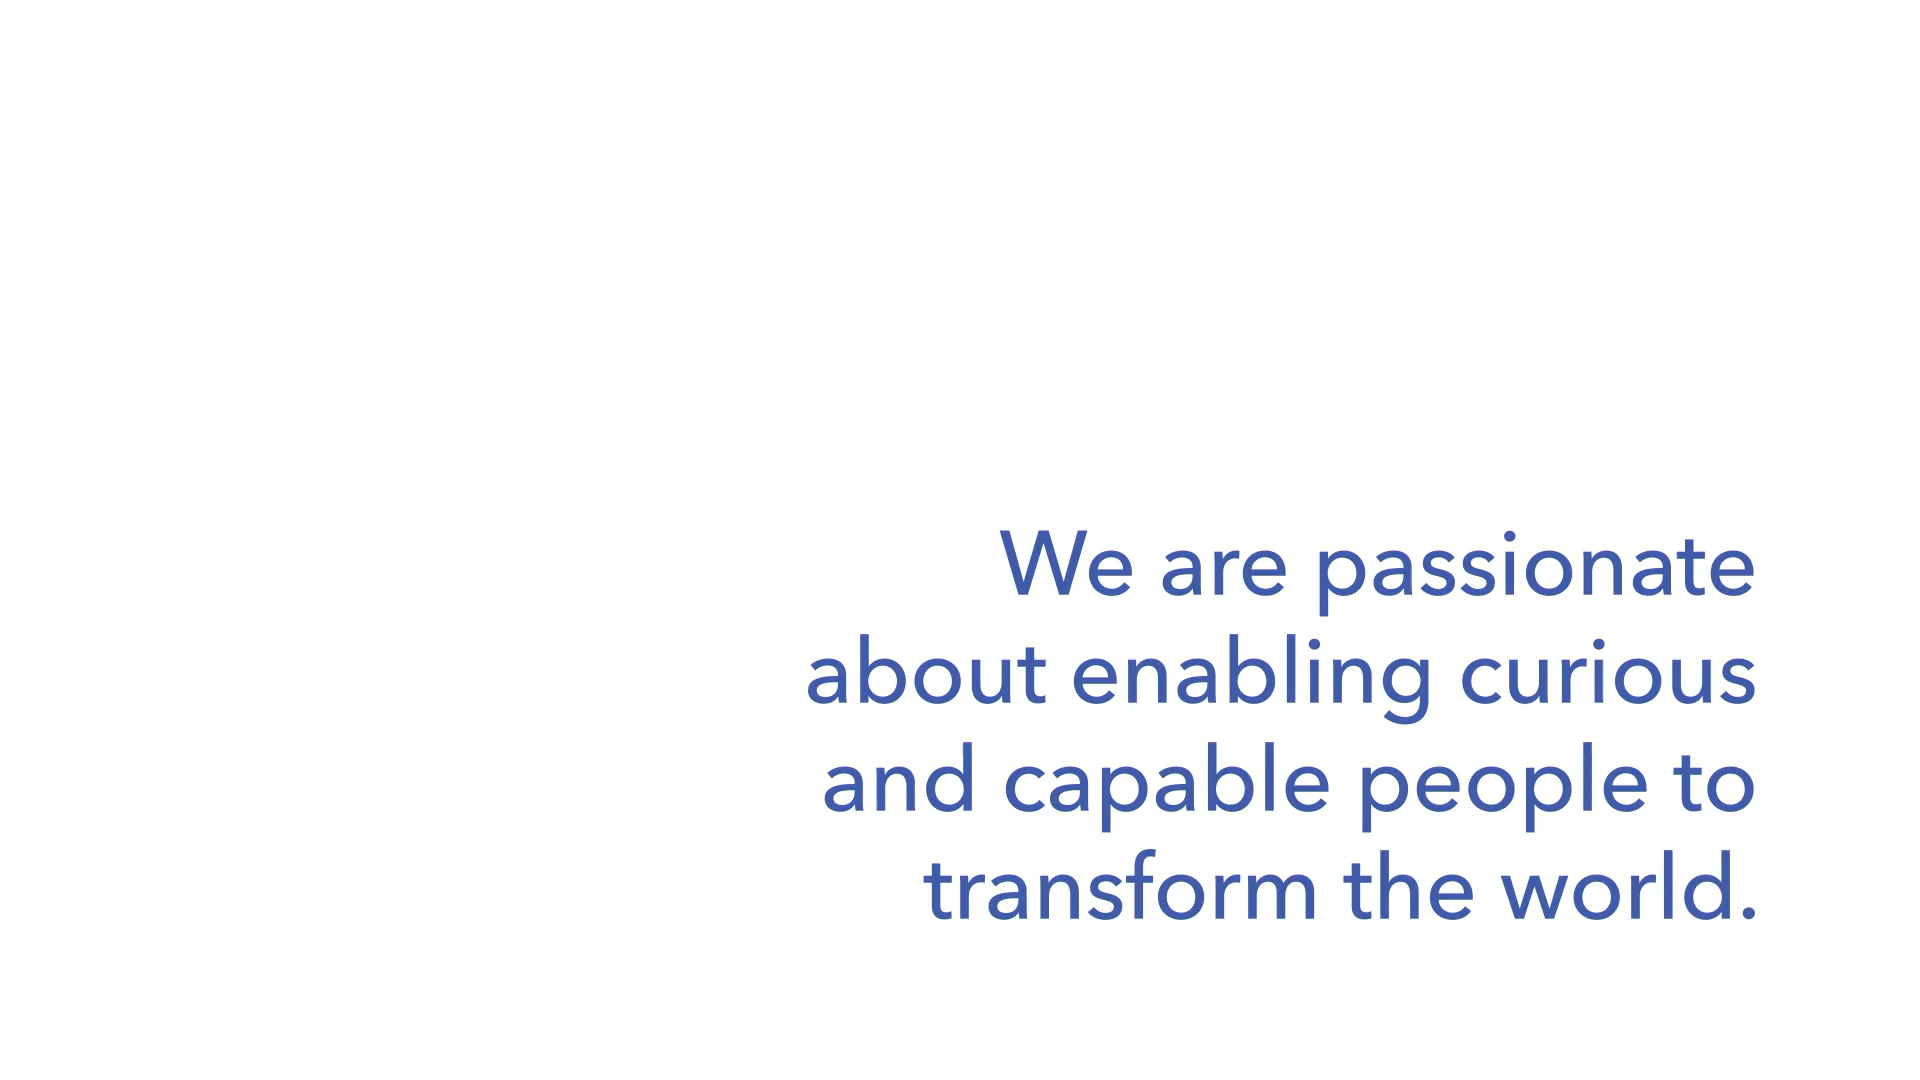 We are passionate
about enabling curious
and capable people to
transform the world.